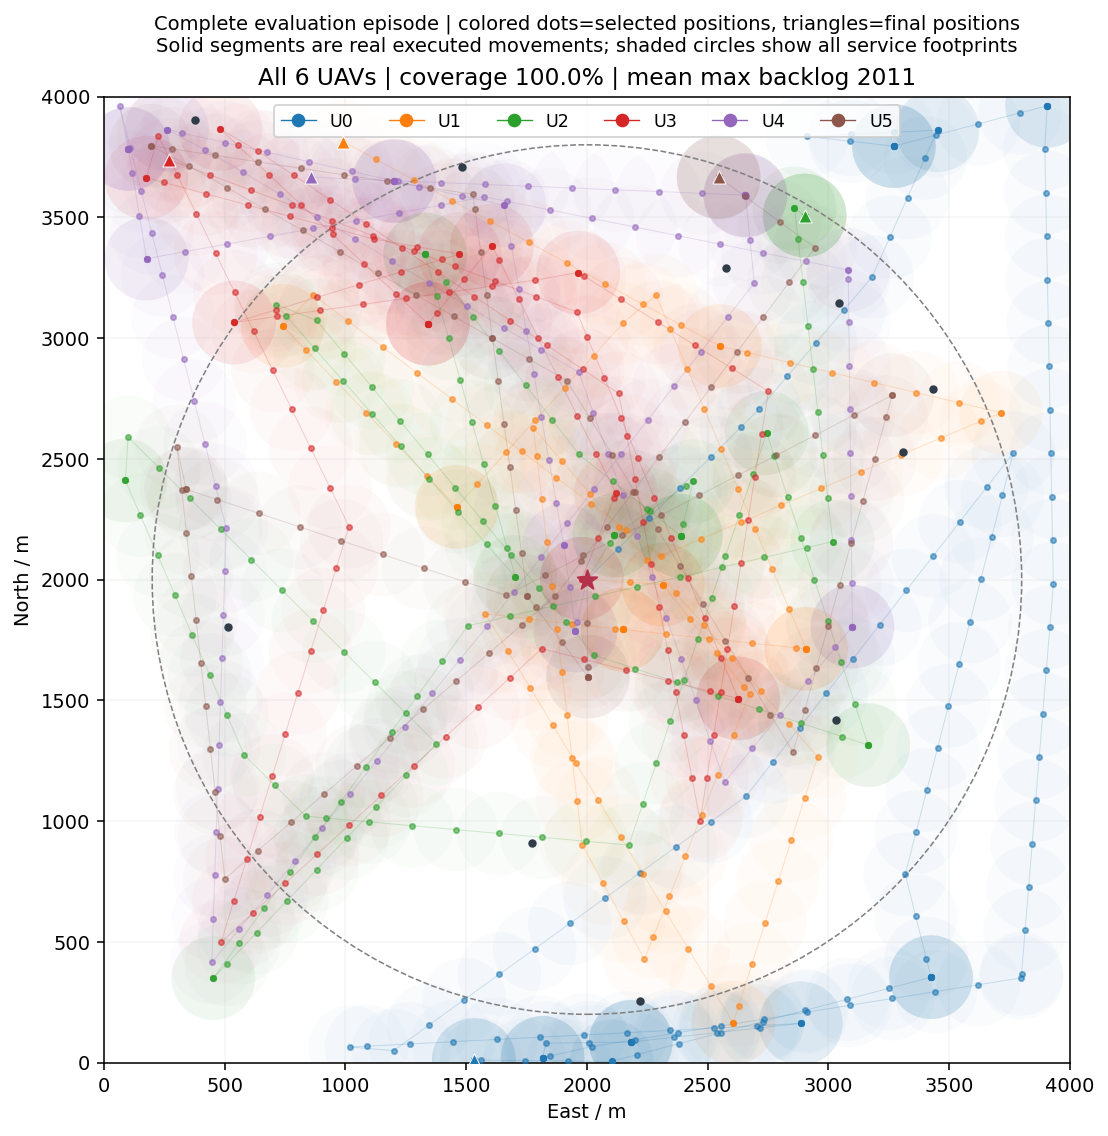 Complete evaluation episode | colored dots=selected positions, triangles=final positions
Solid segments are real executed movements; shaded circles show all service footprints
All 6 UAVs | coverage 100.0% | mean max backlog 2011
U0 U1 U2 U3 U4 U5
4000
3500
3000
2500
2000
1500
1000
500
0
North / m
0 500 1000 1500 2000 2500 3000 3500 4000
East / m